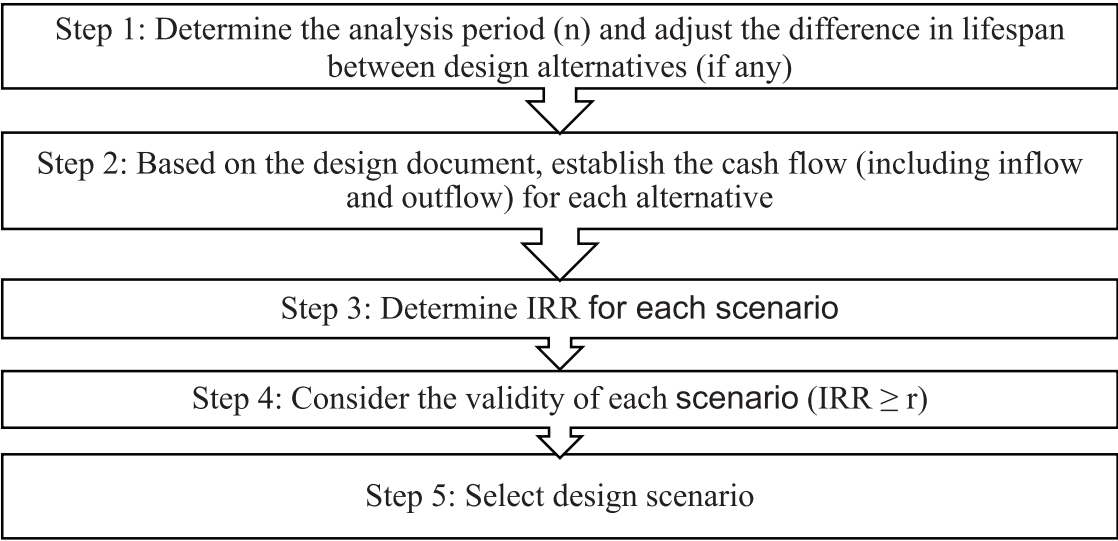 Step 1: Determine the analysis period (n) and adjust the difference in lifespan
between design alternatives (if any)
Step 2: Based on the design document, establish the cash flow (including inflow
and outflow) for each alternative
Step 3: Determine IRR for each scenario
Step 4: Consider the validity of each scenario (IRR ≥ r)
Step 5: Select design scenario